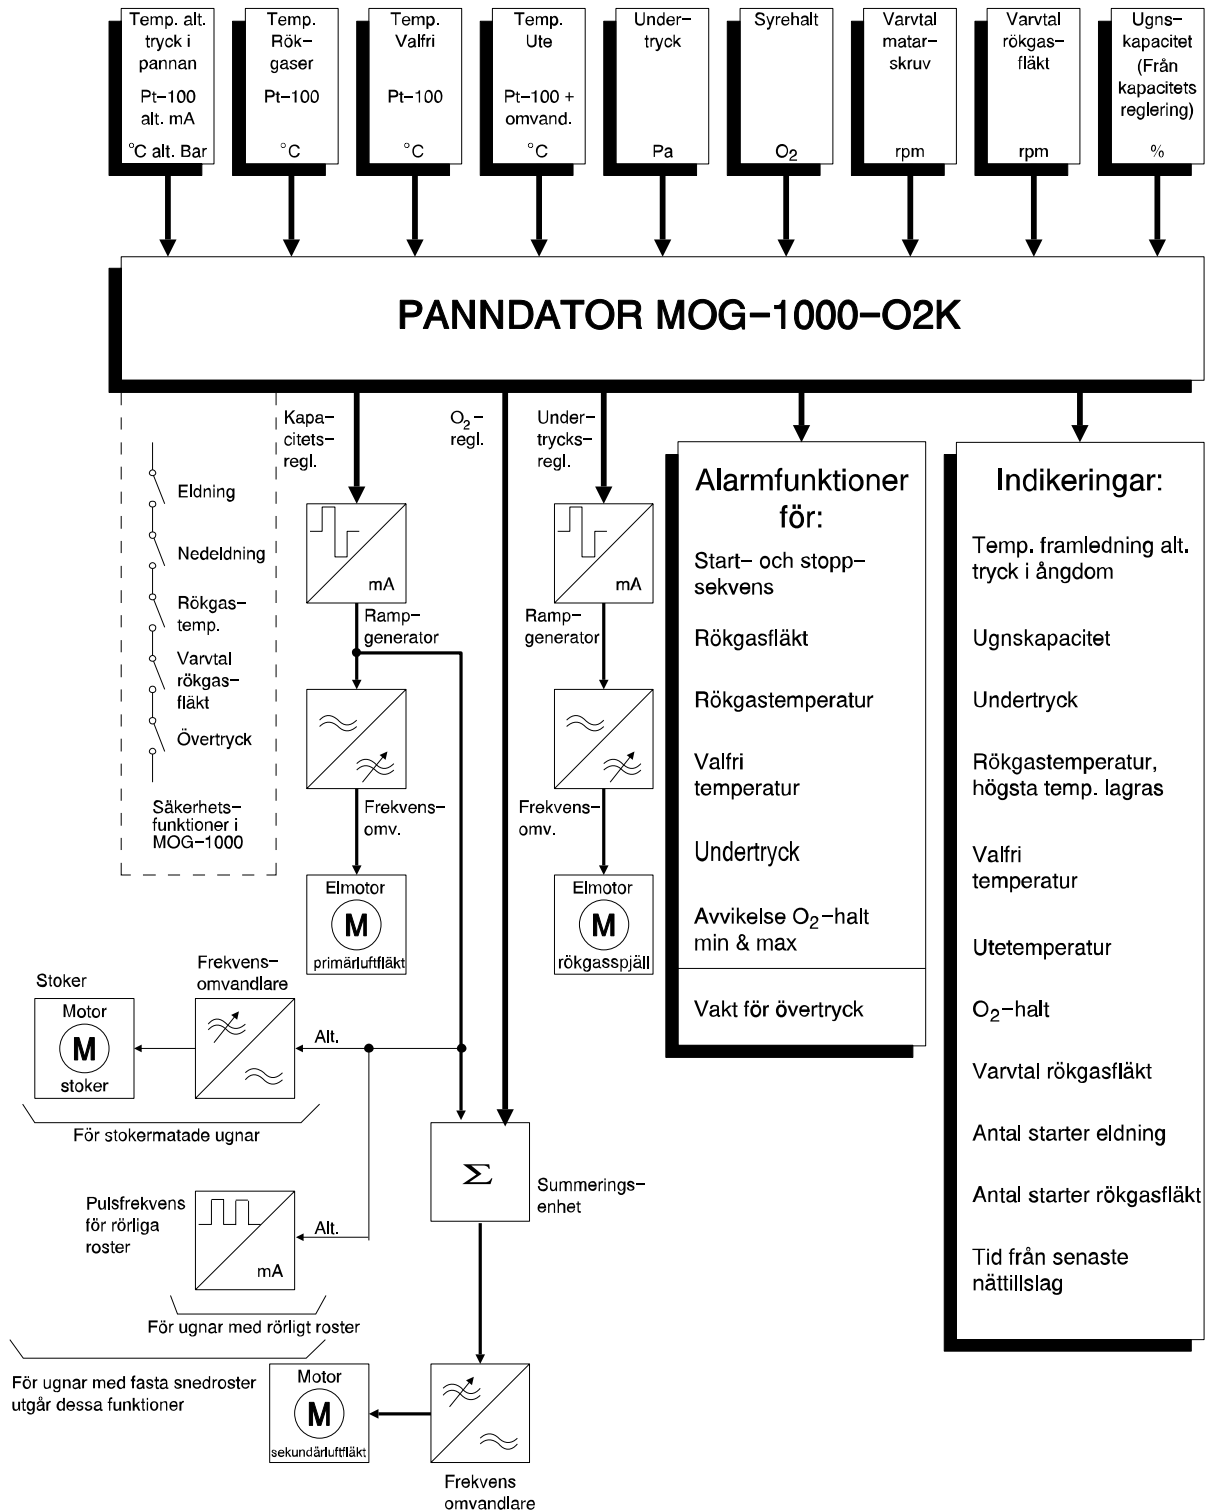 Temp. alt.
tryck i
pannan
Pt-100
alt. mA
°C alt. Bar
Temp.
Rök-
gaser
Pt-100
°C
Temp.
Valfri
Pt-100
°C
Temp.
Ute
Pt-100 +
omvand.
°C
Under-
tryck
Pa
Syrehalt
O2
Varvtal
matar-
skruv
rpm
Varvtal
rökgas-
fläkt
rpm
Ugns-
kapacitet
(Från
kapacitets
reglering)
%
PANNDATOR MOG-1000-O2K
Eldning
Nedeldning
Rökgas-
temp.
Varvtal
rökgas-
fläkt
Övertryck
Säkerhets-
funktioner i
MOG-1000
Kapa-
citets-
regl.
mA
Ramp-
generator
Frekvens-
omv.
Elmotor
M
primärluftfläkt
O2-
regl.
Under-
trycks-
regl.
mA
Ramp-
generator
Frekvens-
omv.
Elmotor
M
rökgasspjäll
Alarmfunktioner
för:
Start- och stopp-
sekvens
Rökgasfläkt
Rökgastemperatur
Valfri
temperatur
Undertryck
Avvikelse O2-halt
min & max
Vakt för övertryck
Indikeringar:
Temp. framledning alt.
tryck i ångdom
Ugnskapacitet
Undertryck
Rökgastemperatur,
högsta temp. lagras
Valfri
temperatur
Utetemperatur
O2-halt
Varvtal rökgasfläkt
Antal starter eldning
Antal starter rökgasfläkt
Tid från senaste
nättillslag
Stoker
Motor
M
stoker
Frekvens-
omvandlare
Alt.
För stokermatade ugnar
Pulsfrekvens
för rörliga
roster
mA
Alt.
För ugnar med rörligt roster
För ugnar med fasta snedroster
utgår dessa funktioner
Σ
Summerings-
enhet
Motor
M
sekundärluftfläkt
Frekvens
omvandlare